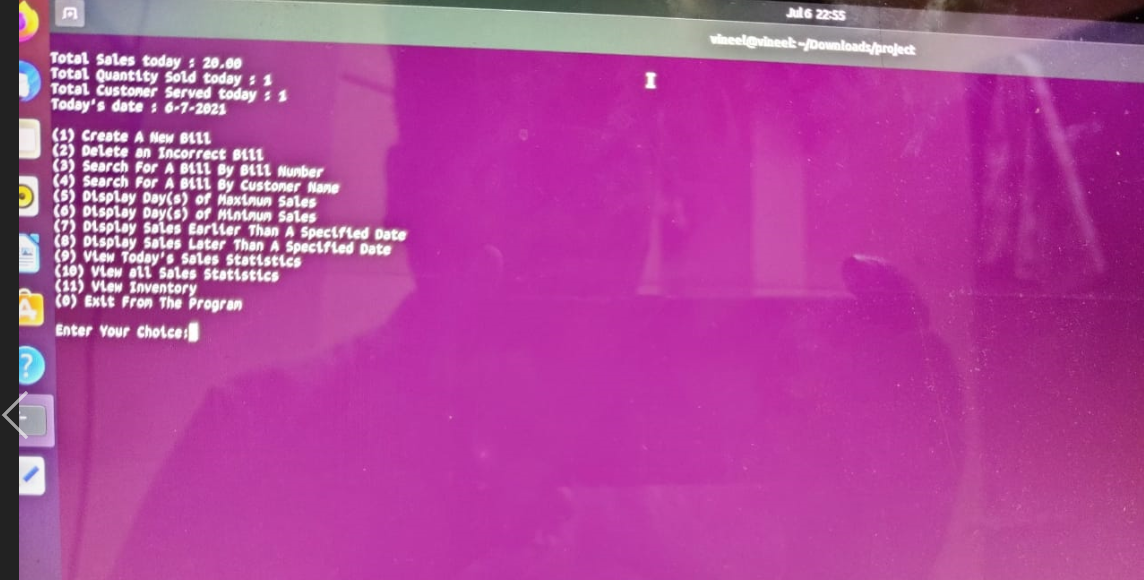 Jul 6 22:55
vineel@vineel: ~/Downloads/project
Total Sales today : 20.00
Total Quantity Sold today : 1
Total Customer Served today : 1
Today's date : 6-7-2021
(1) Create A New Bill
(2) Delete an Incorrect Bill
(3) Search For A Bill By Bill Number
(4) Search For A Bill By Customer Name
(5) Display Day(s) of Maximum Sales
(6) Display Day(s) of Minimum Sales
(7) Display Sales Earlier Than A Specified Date
(8) Display Sales Later Than A Specified Date
(9) View Today's Sales Statistics
(10) View all Sales Statistics
(11) View Inventory
(0) Exit From The Program
Enter Your Choice: